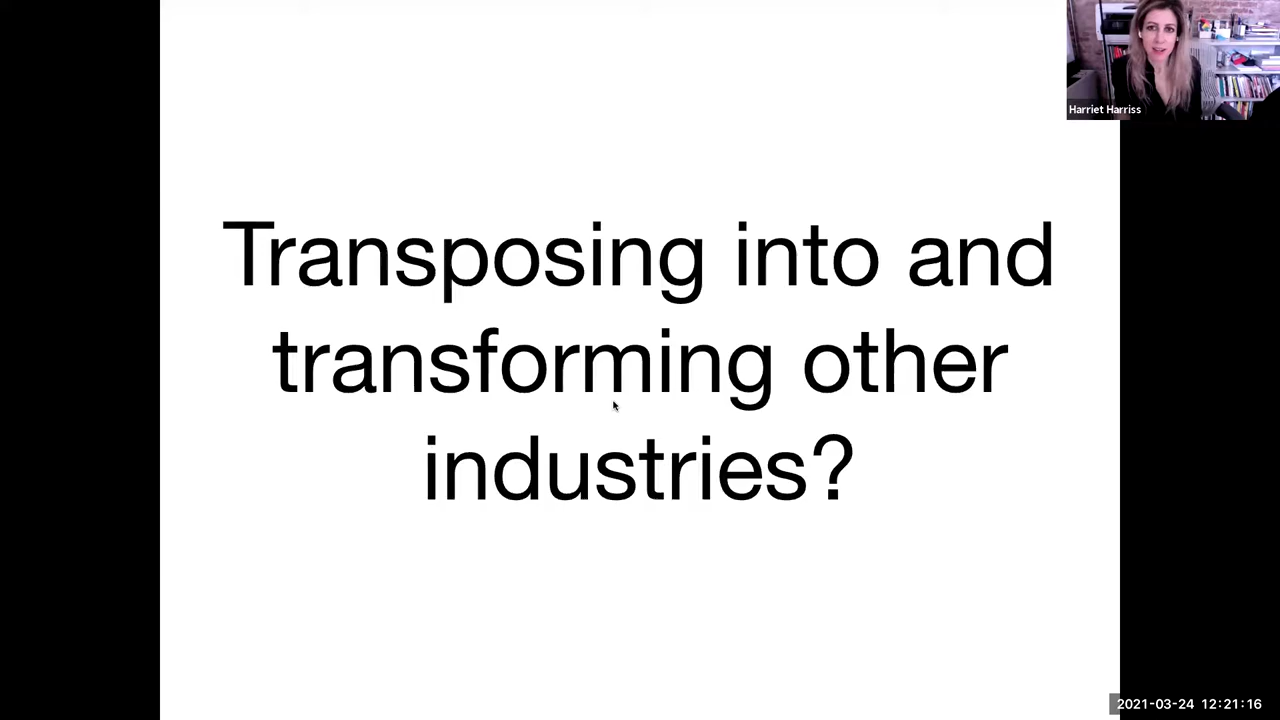 Harriet Harriss
Transposing into and
transforming other
industries?
2021-03-24 12:21:16